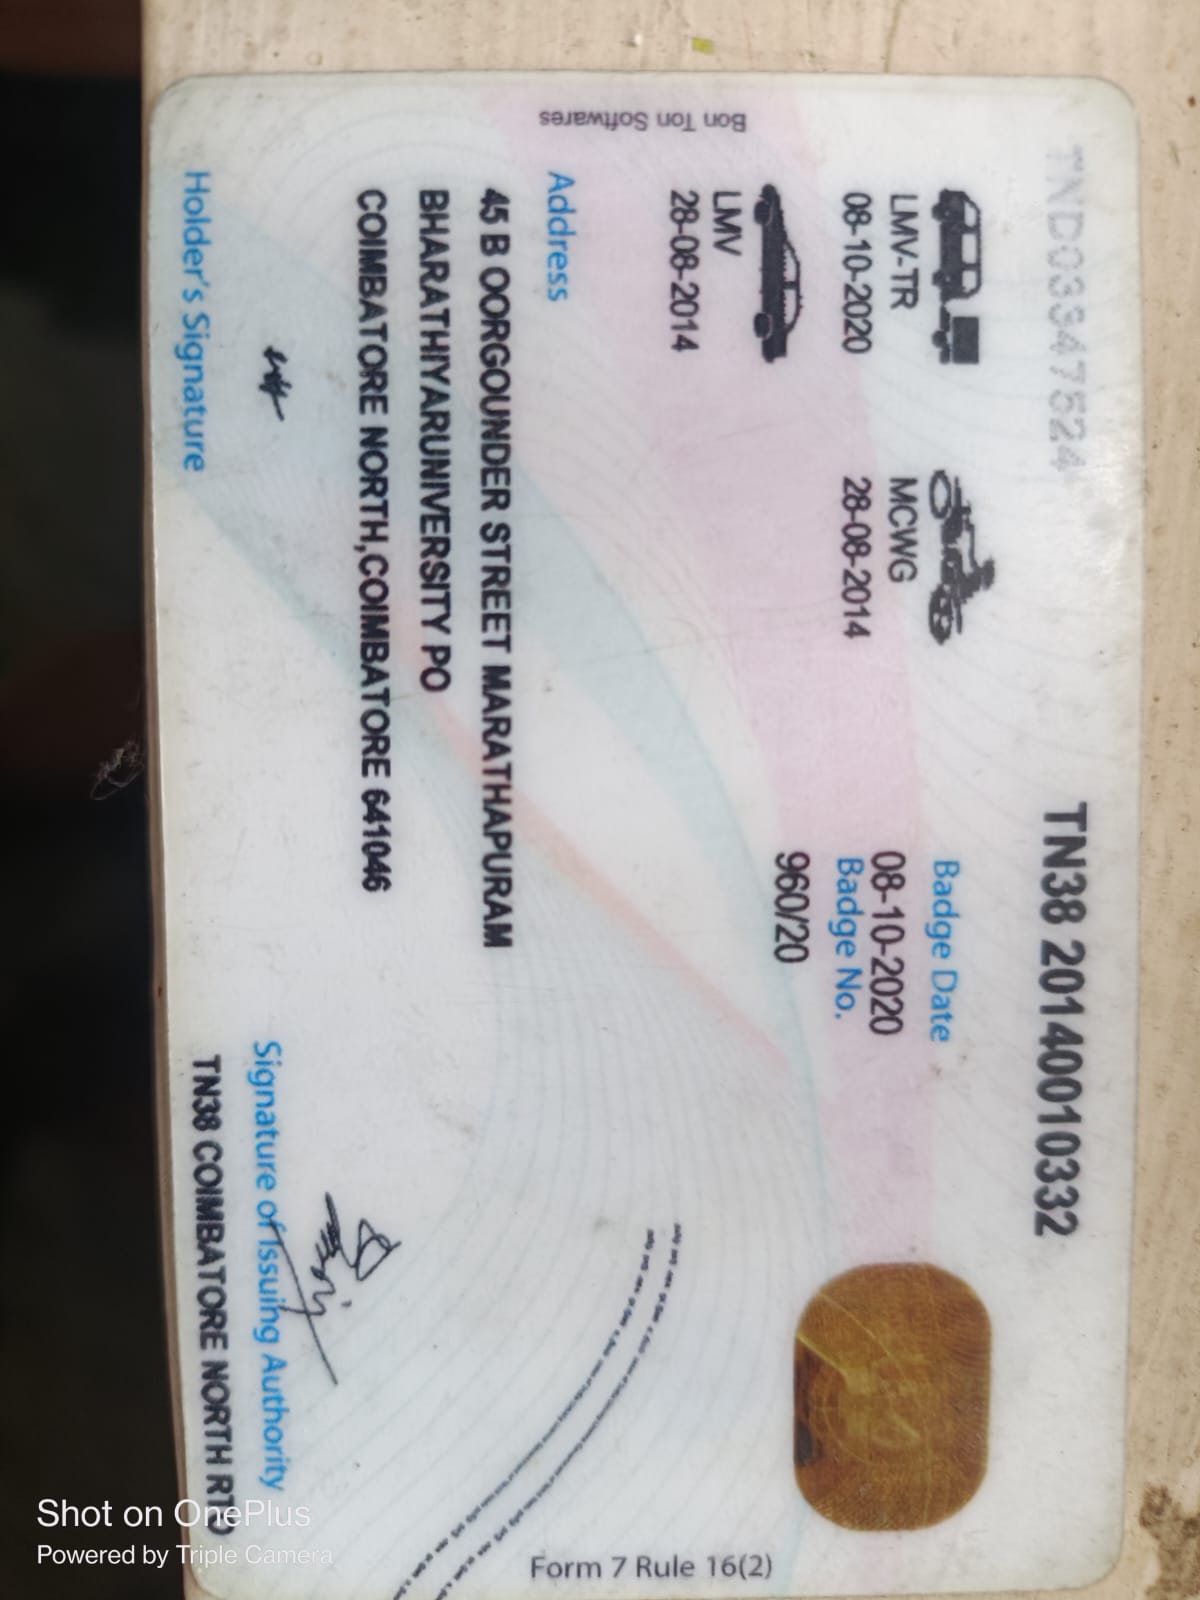 TND03347524
TN38 20140010332
LMV-TR
08-10-2020
MCWG
28-08-2014
Badge Date
08-10-2020
Badge No.
960/20
LMV
28-08-2014
Bon Ton Softwares
Address
45 B OORGOUNDER STREET MARATHAPURAM
BHARATHIYARUNIVERSITY PO
COIMBATORE NORTH,COIMBATORE 641046
Holder's Signature
Signature of Issuing Authority
TN38 COIMBATORE NORTH RTO
Form 7 Rule 16(2)
Shot on OnePlus
Powered by Triple Camera